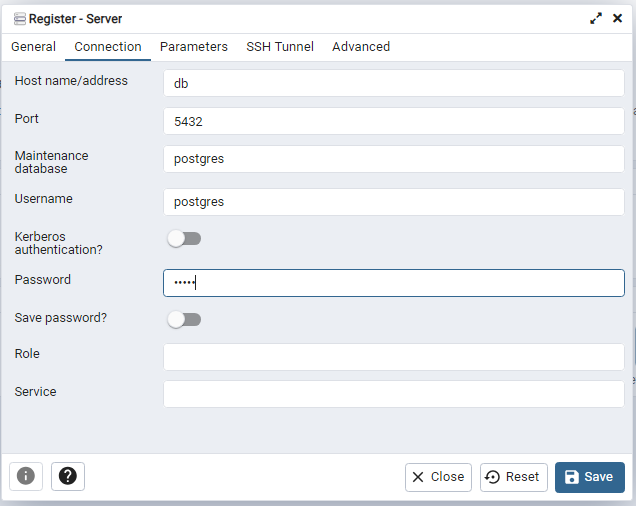 Register - Server
General Connection Parameters SSH Tunnel Advanced
Host name/address db
Port 5432
Maintenance
database postgres
Username postgres
Kerberos
authentication?
Password •••••
Save password?
Role
Service
Close Reset Save